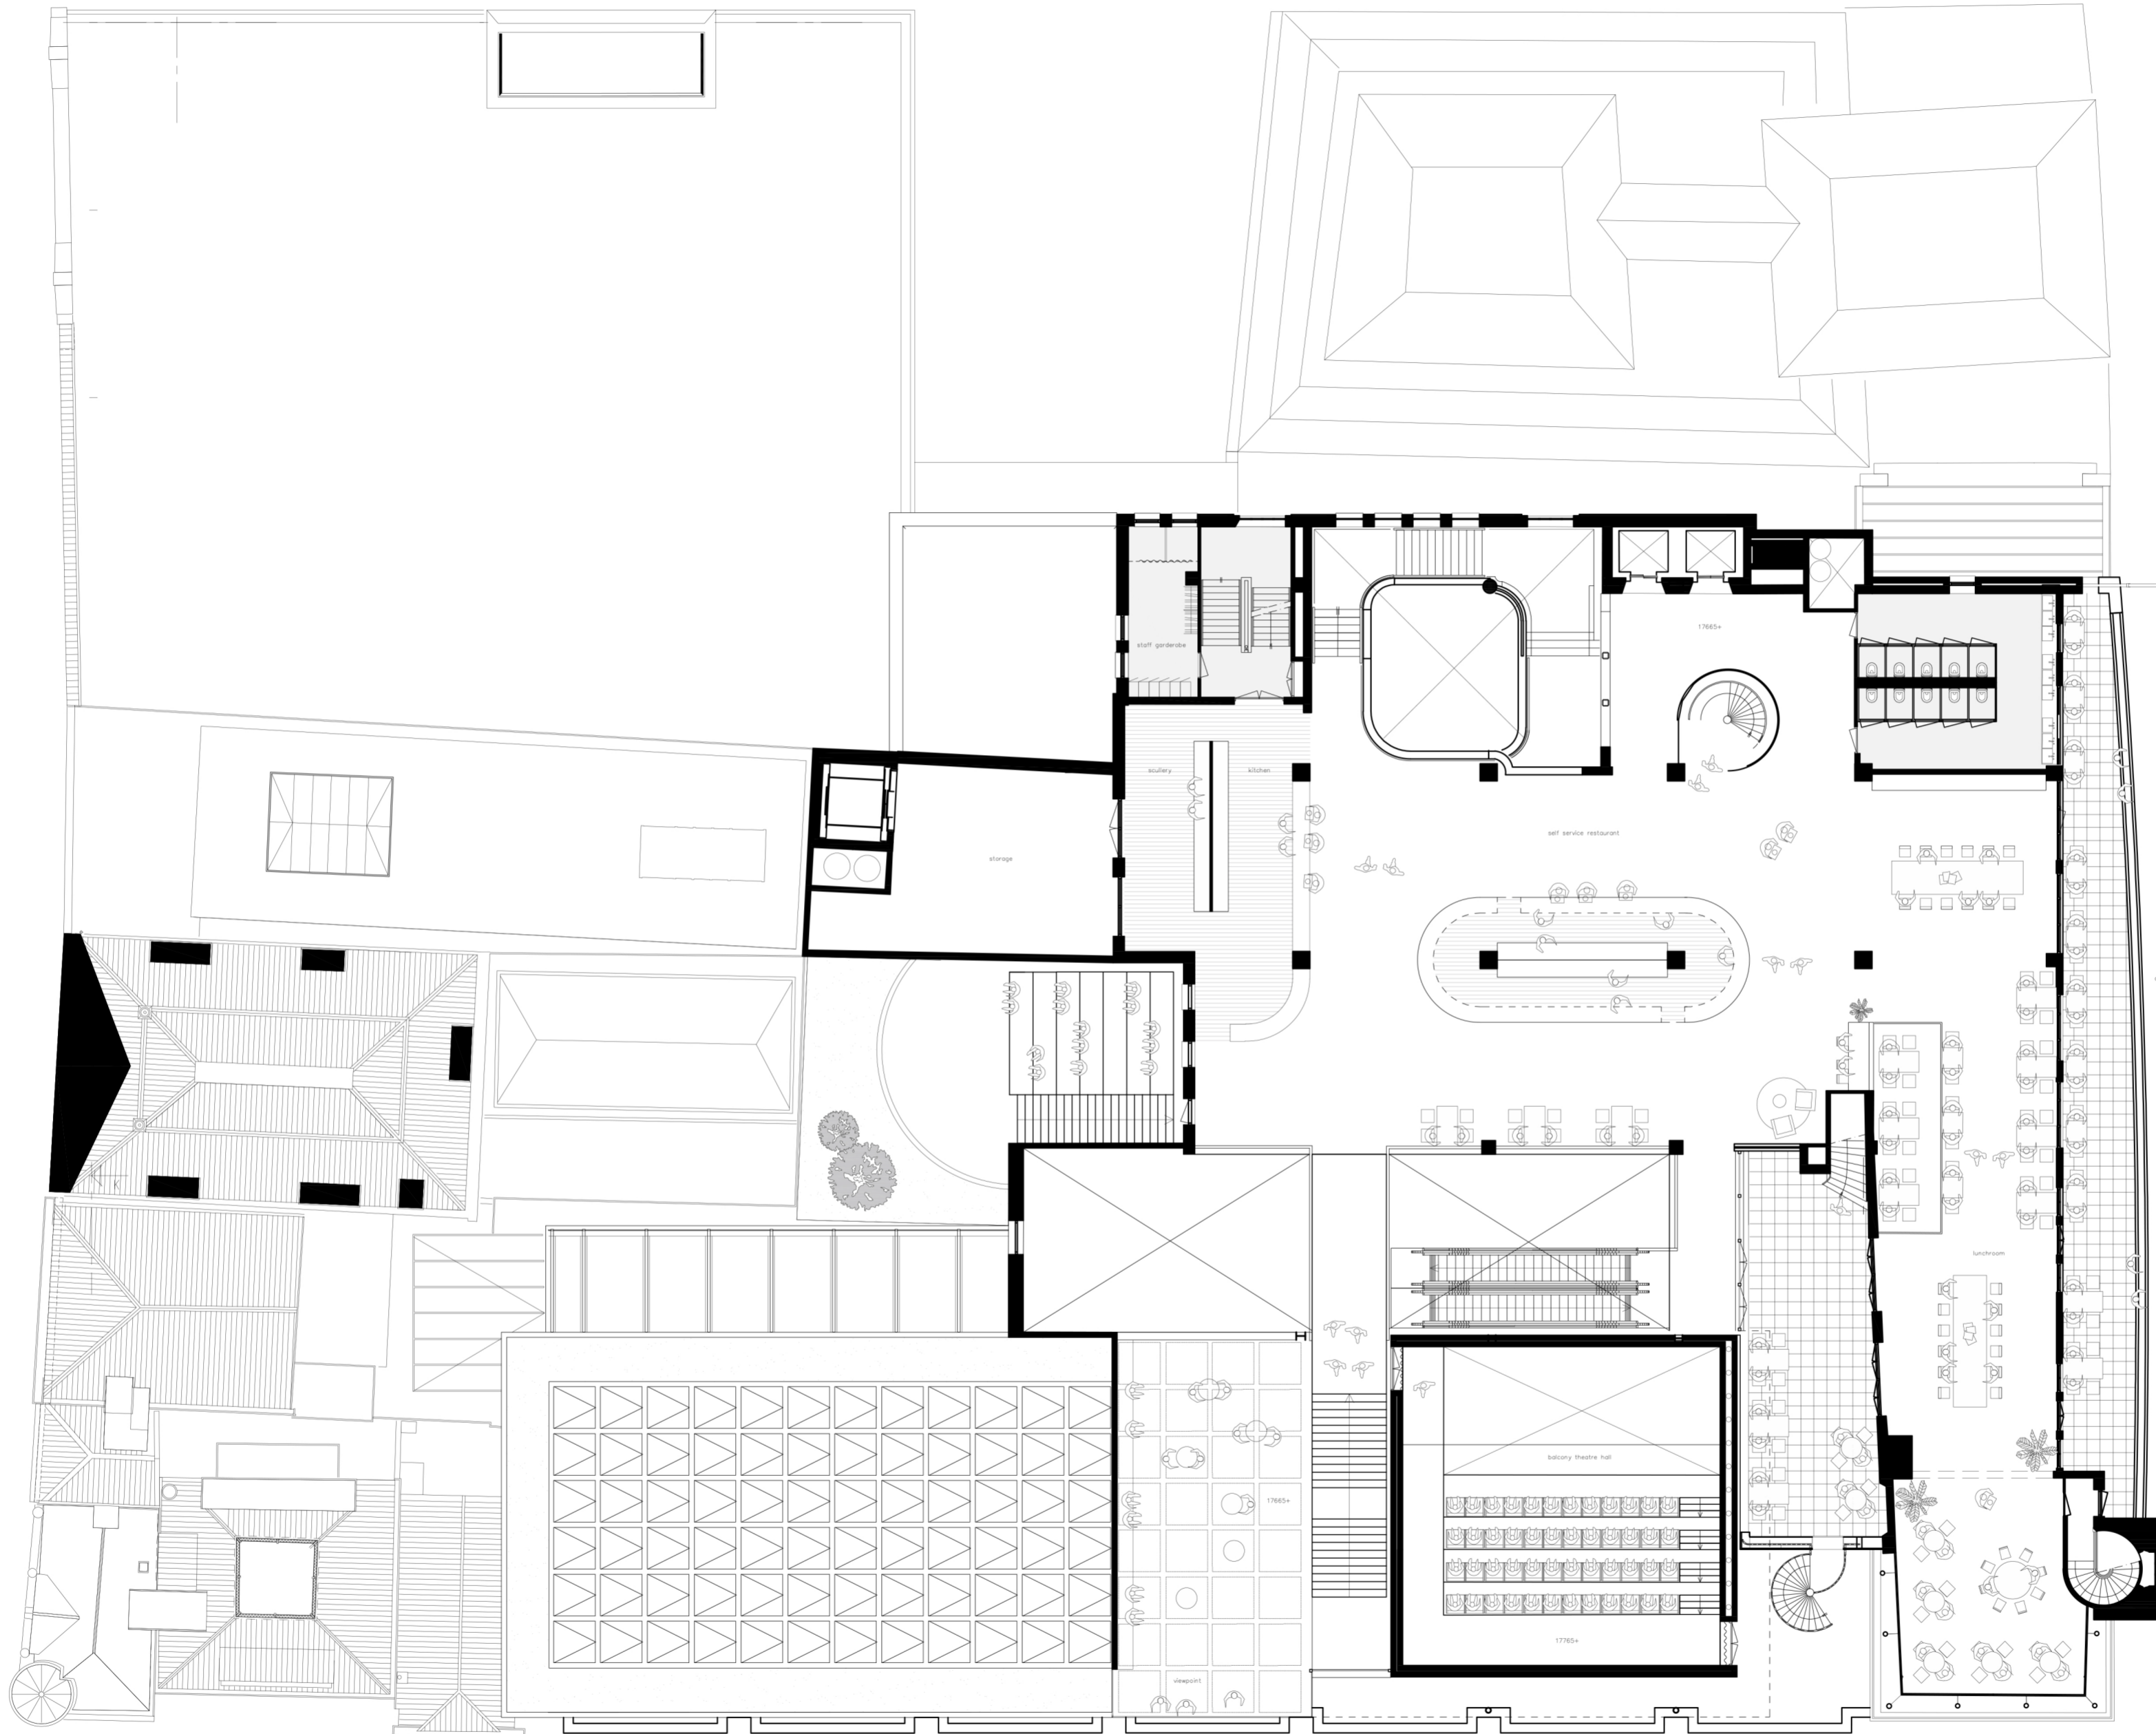 17665+
staff garderobe
scullery
kitchen
self service restaurant
storage
lunchroom
balcony theatre hall
17665+
17765+
viewpoint